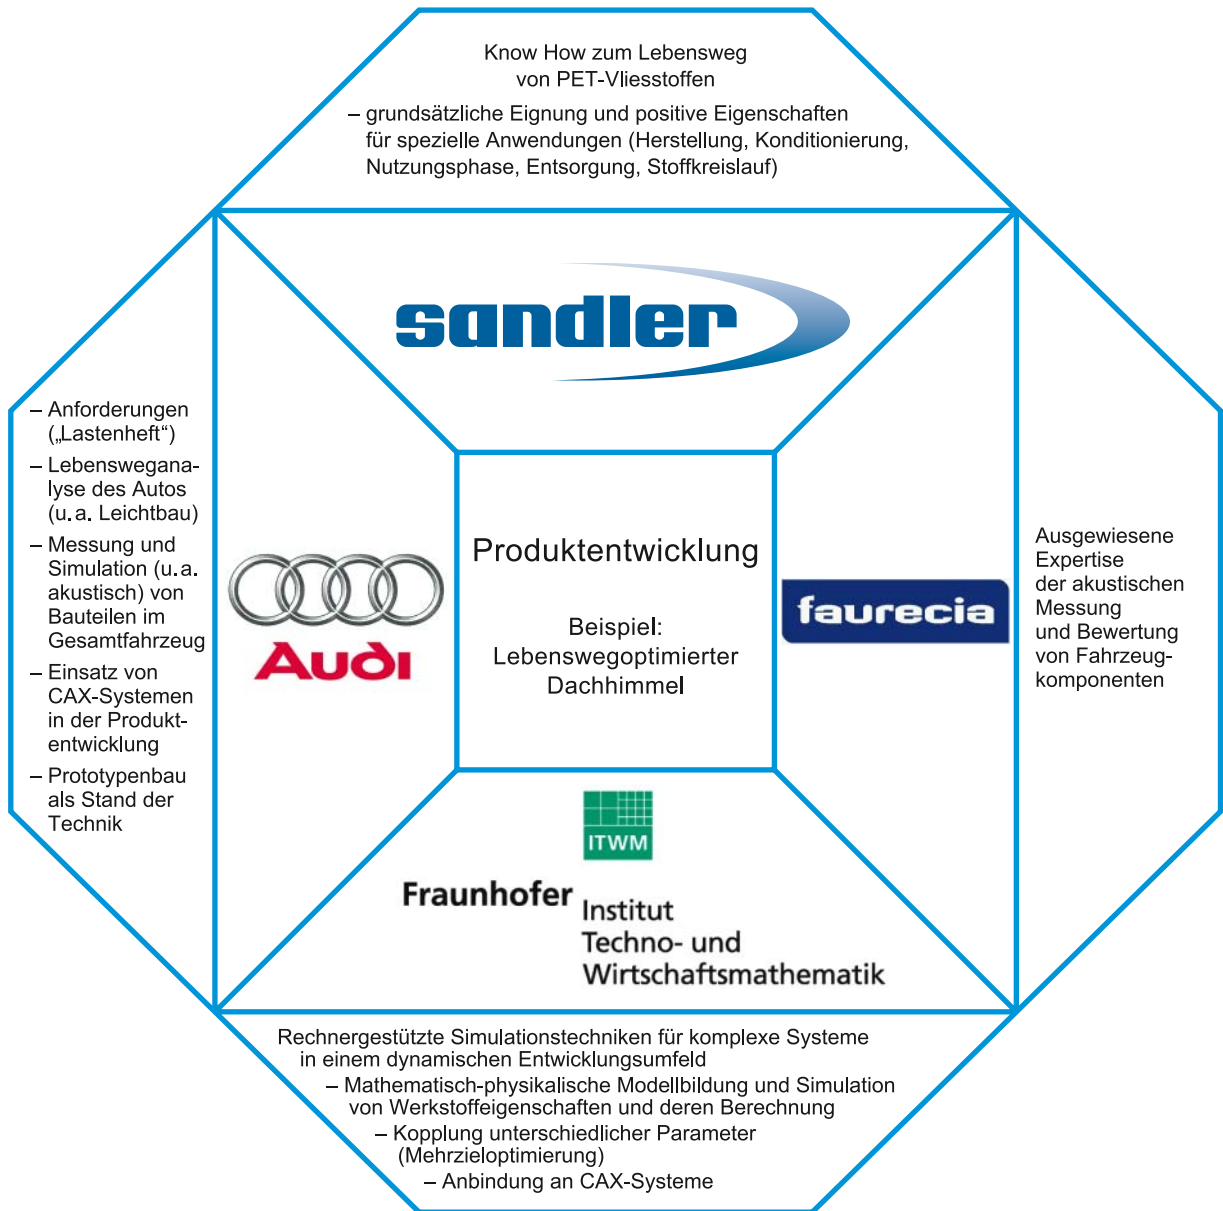 Know How zum Lebensweg
von PET-Vliesstoffen
– grundsätzliche Eignung und positive Eigenschaften
für spezielle Anwendungen (Herstellung, Konditionierung,
Nutzungsphase, Entsorgung, Stoffkreislauf)
sandler
– Anforderungen
(„Lastenheft“)
– Lebenswegana-
lyse des Autos
(u. a. Leichtbau)
– Messung und
Simulation (u. a.
akustisch) von
Bauteilen im
Gesamtfahrzeug
– Einsatz von
CAX-Systemen
in der Produkt-
entwicklung
– Prototypenbau
als Stand der
Technik
Audi
Produktentwicklung
Beispiel:
Lebenswegoptimierter
Dachhimmel
faurecia
Ausgewiesene
Expertise
der akustischen
Messung
und Bewertung
von Fahrzeug-
komponenten
ITWM
Fraunhofer
Institut
Techno- und
Wirtschaftsmathematik
Rechnergestützte Simulationstechniken für komplexe Systeme
in einem dynamischen Entwicklungsumfeld
– Mathematisch-physikalische Modellbildung und Simulation
von Werkstoffeigenschaften und deren Berechnung
– Kopplung unterschiedlicher Parameter
(Mehrzieloptimierung)
– Anbindung an CAX-Systeme